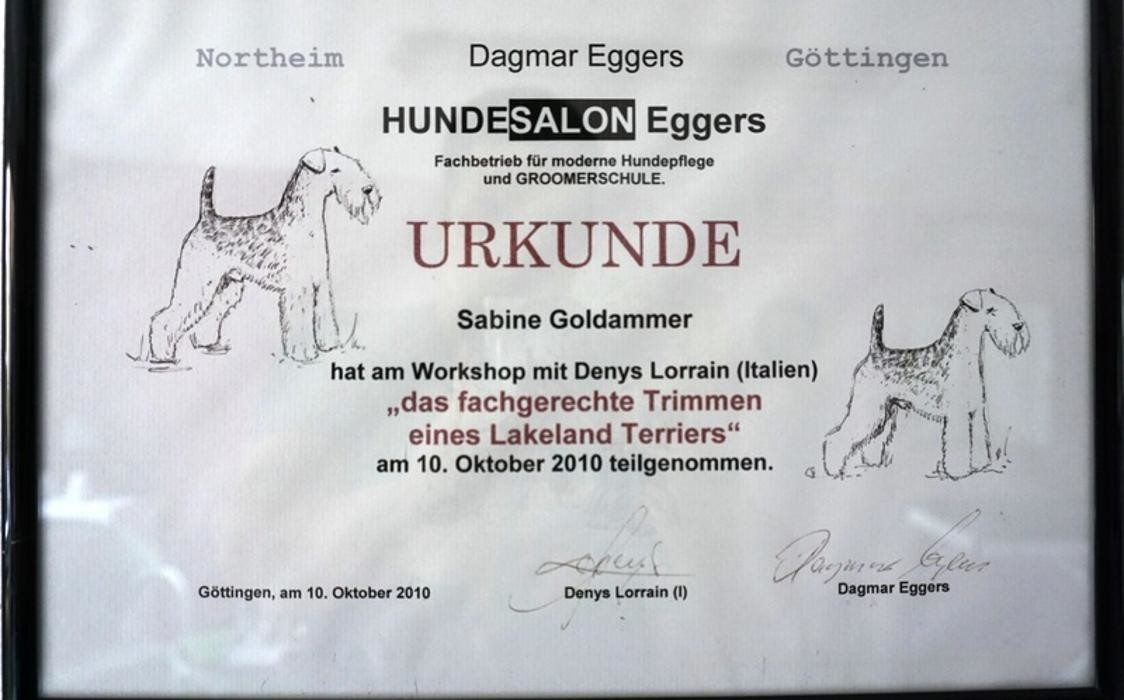 Northeim Dagmar Eggers Göttingen
HUNDESALON Eggers
Fachbetrieb für moderne Hundepflege
und GROOMERSCHULE.
URKUNDE
Sabine Goldammer
hat am Workshop mit Denys Lorrain (Italien)
„das fachgerechte Trimmen
eines Lakeland Terriers“
am 10. Oktober 2010 teilgenommen.
Dagmar Eggers
Göttingen, am 10. Oktober 2010 Denys Lorrain (I) Dagmar Eggers